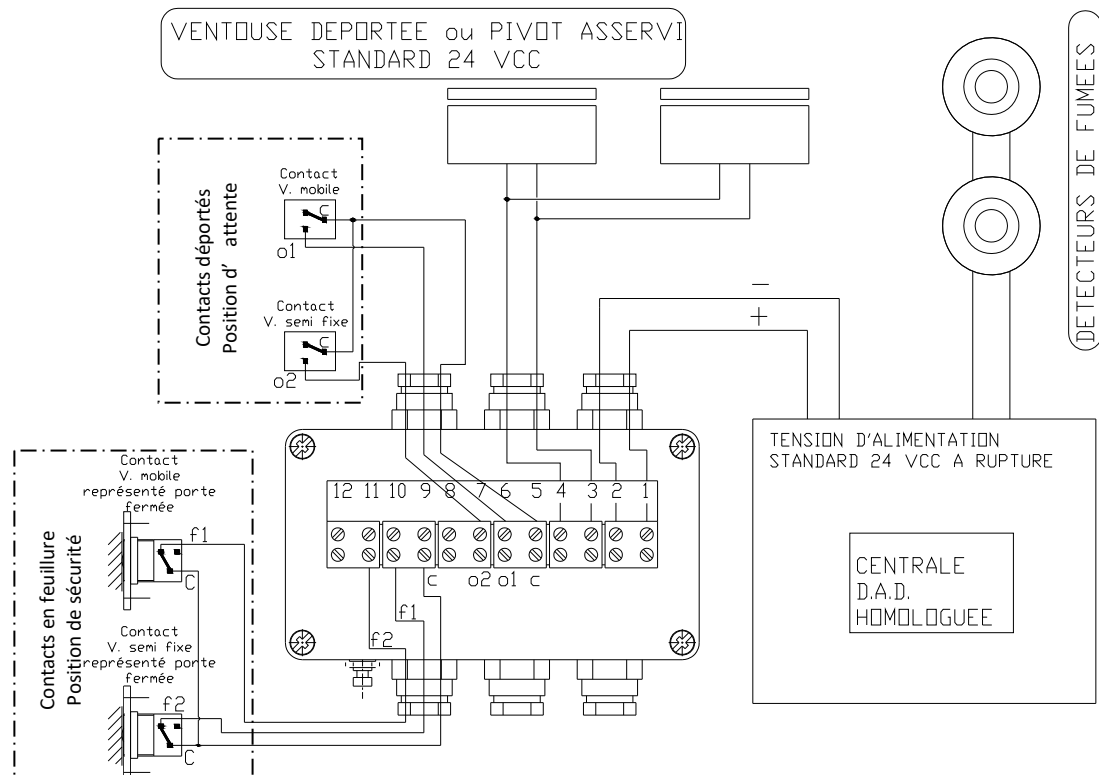 VENTOUSE DEPORTEE ou PIVOT ASSERVI
STANDARD 24 VCC
DETECTEURS DE FUMEES
Contacts déportés
Position d' attente
Contact
V. mobile
c
o1
Contact
V. semi fixe
c
o2
−
+
TENSION D'ALIMENTATION
STANDARD 24 VCC A RUPTURE
CENTRALE
D.A.D.
HOMOLOGUEE
12 11 10 9 8 7 6 5 4 3 2 1
c o2 o1 c
f1
f2
Contacts en feuillure
Position de sécurité
Contact
V. mobile
représenté porte
fermée
f1
C
Contact
V. semi fixe
représenté porte
fermée
f2
C